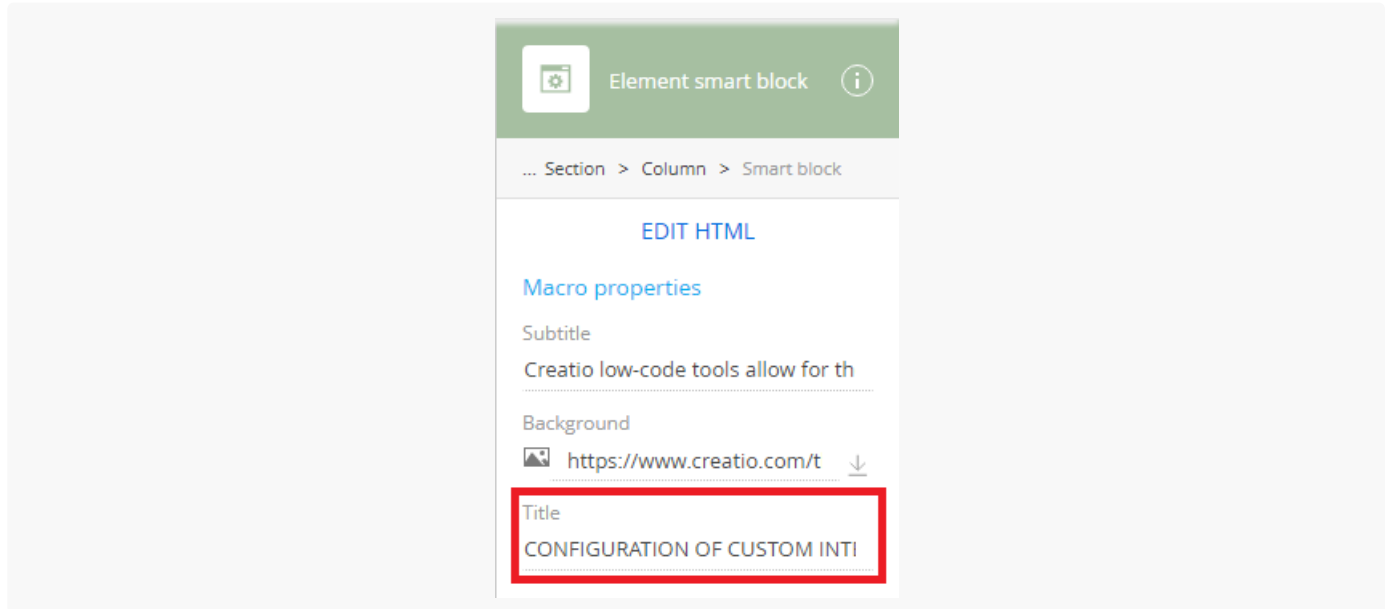 Element smart block
... Section > Column > Smart block
EDIT HTML
Macro properties
Subtitle
Creatio low-code tools allow for th
Background
https://www.creatio.com/t
Title
CONFIGURATION OF CUSTOM INT